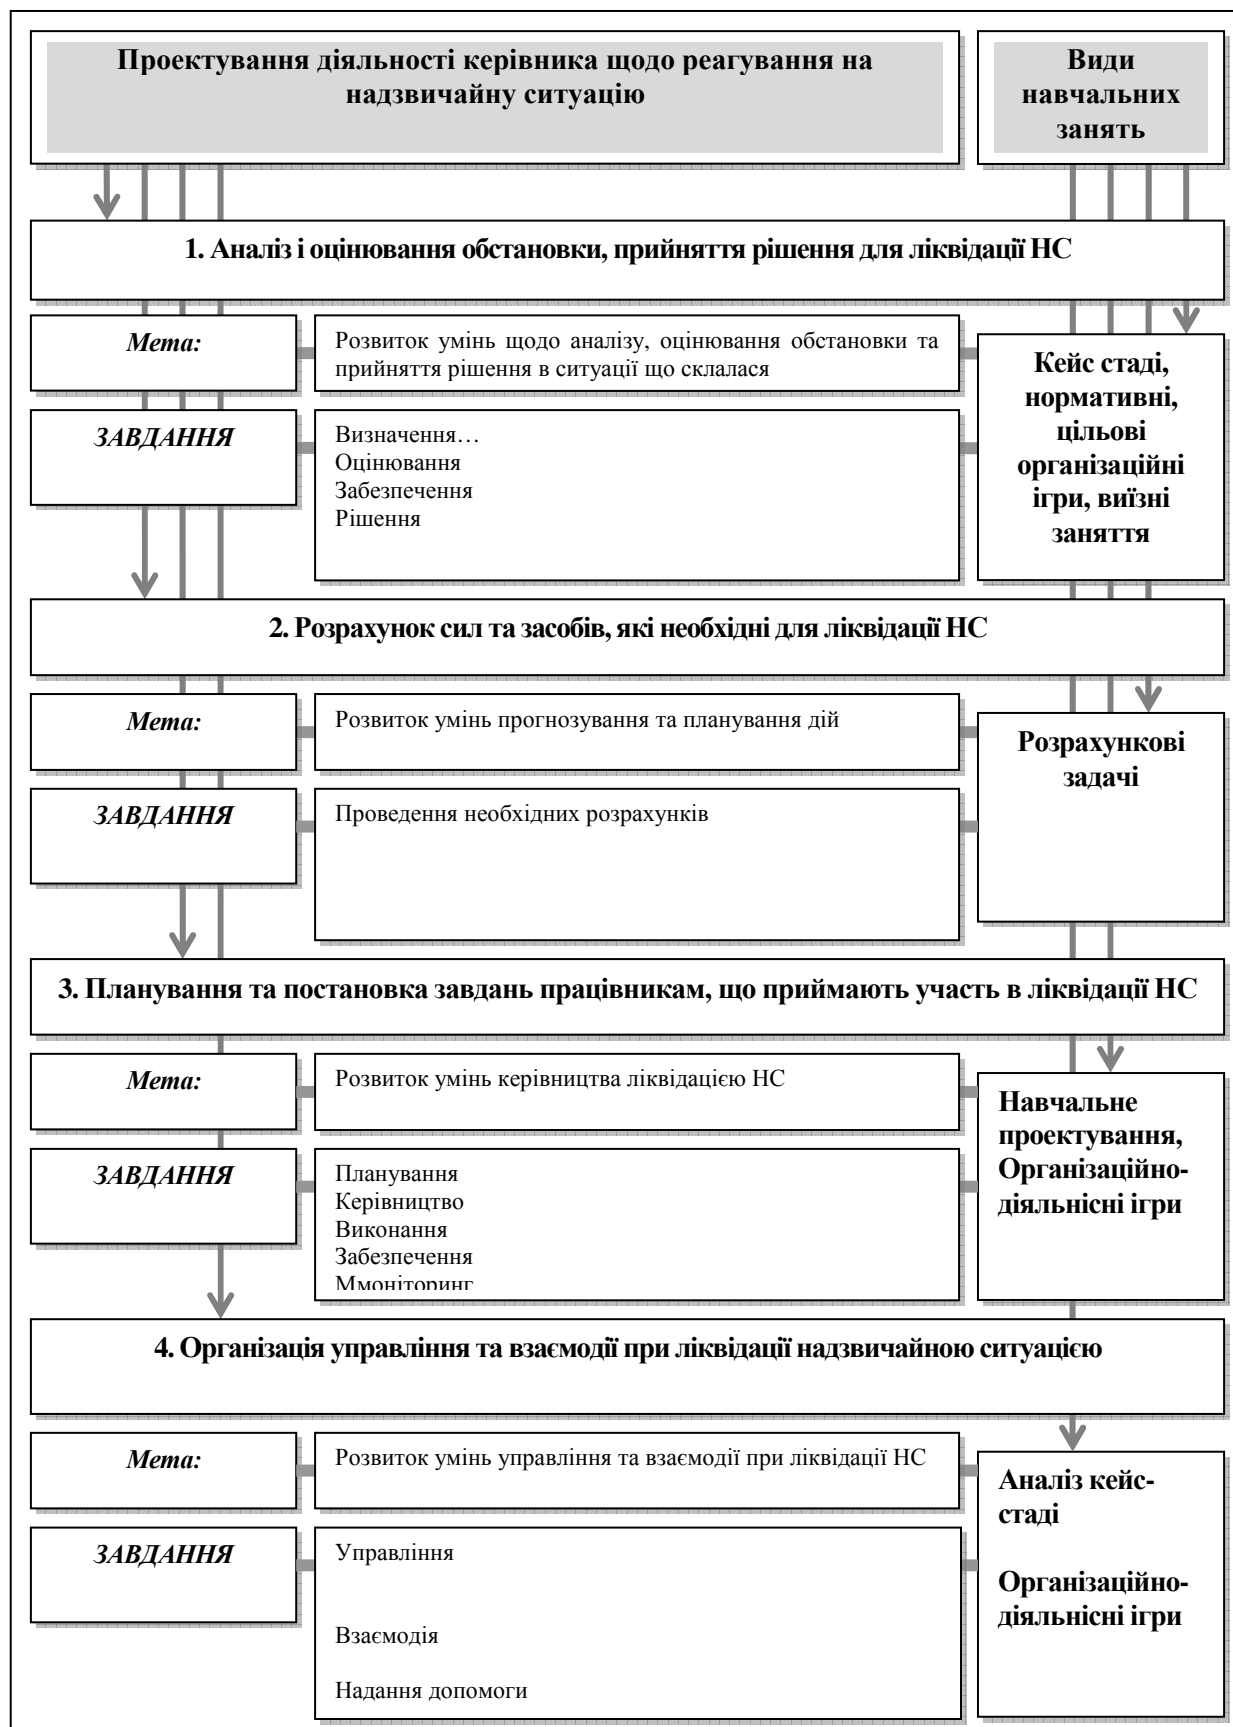 Проектування діяльності керівника щодо реагування на
надзвичайну ситуацію
Види
навчальних
занять
1. Аналіз і оцінювання обстановки, прийняття рішення для ліквідації НС
Мета:
Розвиток умінь щодо аналізу, оцінювання обстановки та
прийняття рішення в ситуації що склалася
ЗАВДАННЯ
Визначення…
Оцінювання
Забезпечення
Рішення
Кейс стаді,
нормативні,
цільові
організаційні
ігри, виїзні
заняття
2. Розрахунок сил та засобів, які необхідні для ліквідації НС
Мета:
Розвиток умінь прогнозування та планування дій
ЗАВДАННЯ
Проведення необхідних розрахунків
Розрахункові
задачі
3. Планування та постановка завдань працівникам, що приймають участь в ліквідації НС
Мета:
Розвиток умінь керівництва ліквідацією НС
ЗАВДАННЯ
Планування
Керівництво
Виконання
Забезпечення
Ммоніторинг
Навчальне
проектування,
Організаційно-
діяльнісні ігри
4. Організація управління та взаємодії при ліквідації надзвичайною ситуацією
Мета:
Розвиток умінь управління та взаємодії при ліквідації НС
ЗАВДАННЯ
Управління
Взаємодія
Надання допомоги
Аналіз кейс-
стаді
Організаційно-
діяльнісні ігри